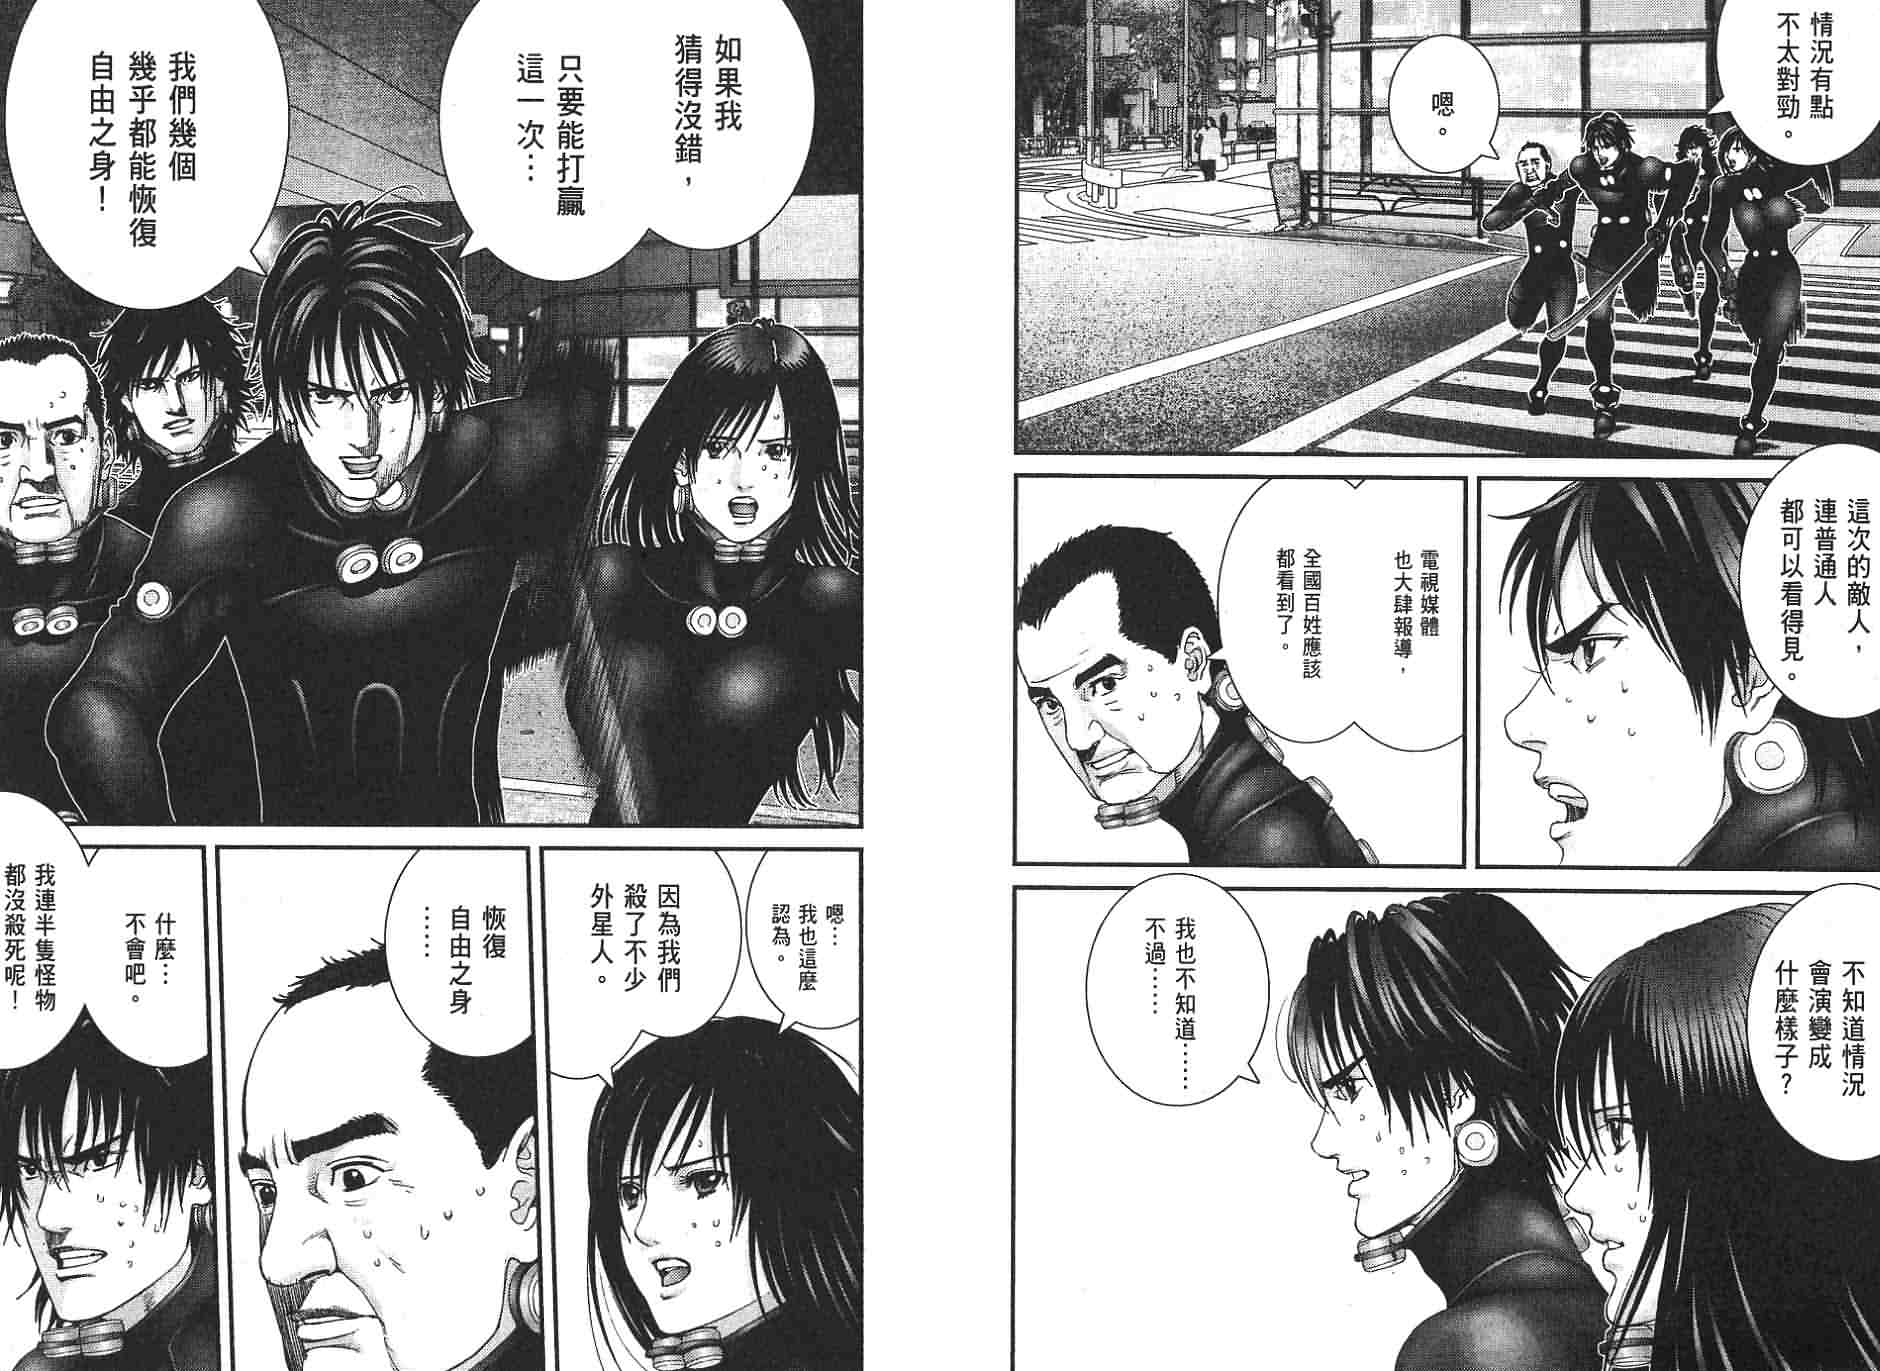 情況有點
不太對勁。
嗯。
這次的敵人，
連普通人
都可以看得見。
電視媒體
也大肆報導，
全國百姓應該
都看到了。
不知道情況
會演變成
什麼樣子?
我也不知道……
不過……
如果我
猜得沒錯，
只要能打贏
這一次…
我們幾個
幾乎都能恢復
自由之身！
嗯…
我也這麼
認為。
因為我們
殺了不少
外星人。
恢復
自由之身
……
什麼…
不會吧。
我連半隻怪物
都沒殺死呢！